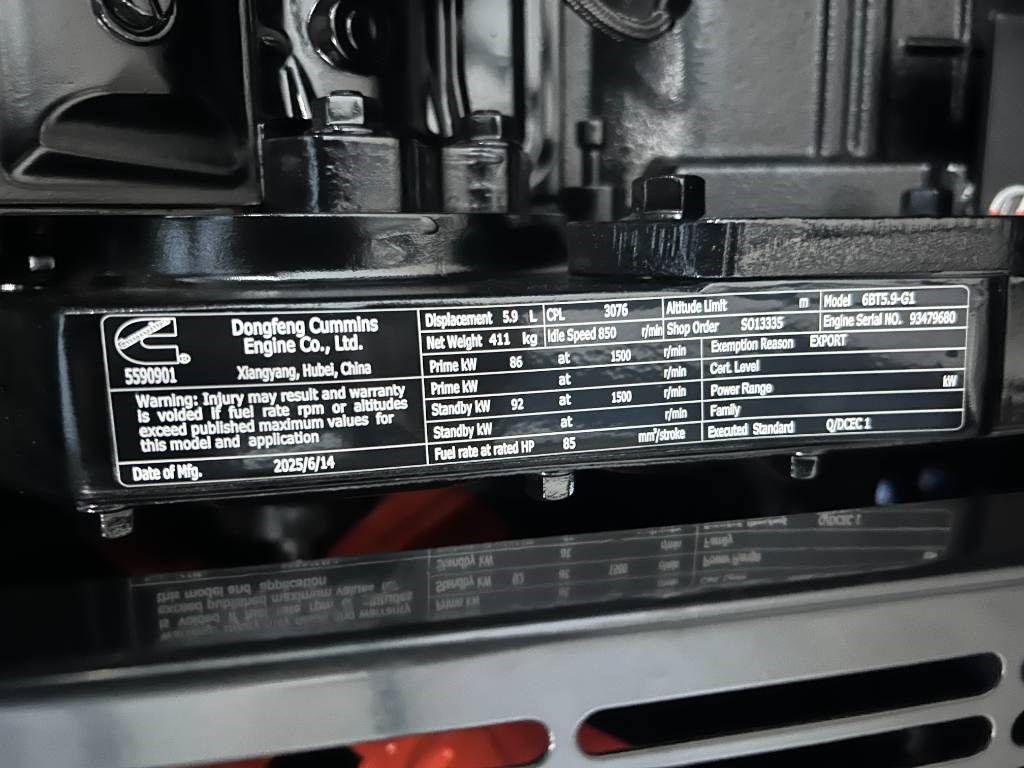 Cummins
®
5590901
Dongfeng Cummins
Engine Co., Ltd.
Xiangyang, Hubei, China
Warning: Injury may result and warranty
is voided if fuel rate rpm or altitudes
exceed published maximum values for
this model and application
Date of Mfg. 2025/6/14
Displacement 5.9 L CPL 3076 Altitude Limit m Model 6BT5.9-G1
Net Weight 411 kg Idle Speed 850 r/min Shop Order SO13335 Engine Serial NO. 93479680
Prime kW 86 at 1500 r/min Exemption Reason EXPORT
Prime kW at r/min Cert. Level
Standby kW 92 at 1500 r/min Power Range kW
Standby kW at r/min Family
Fuel rate at rated HP 85 mm³/stroke Executed Standard Q/DCEC 1